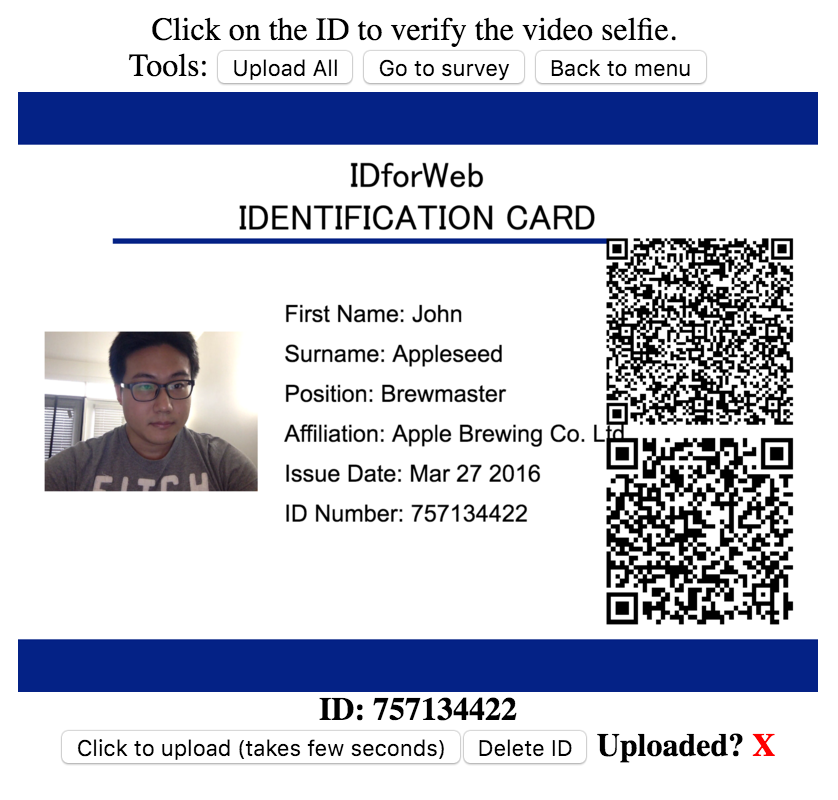 Click on the ID to verify the video selfie.
Tools: Upload All Go to survey Back to menu
IDforWeb
IDENTIFICATION CARD
First Name: John
Surname: Appleseed
Position: Brewmaster
Affiliation: Apple Brewing Co. Ltd
Issue Date: Mar 27 2016
ID Number: 757134422
FITCH
ID: 757134422
Click to upload (takes few seconds) Delete ID Uploaded? X